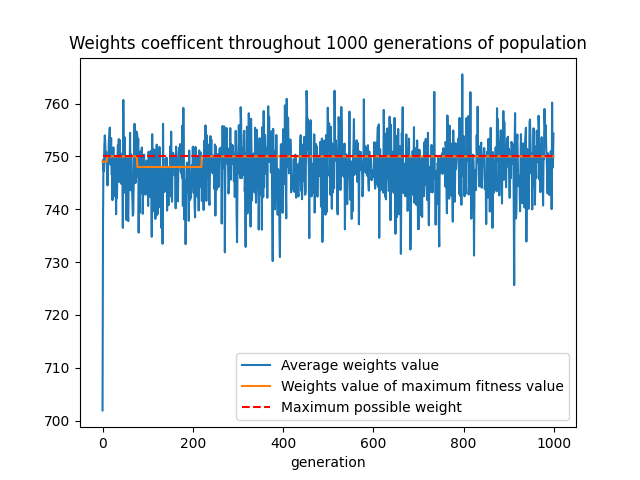 Weights coefficent throughout 1000 generations of population
760
750
740
730
720
710
700
0 200 400 600 800 1000
generation
Average weights value
Weights value of maximum fitness value
Maximum possible weight